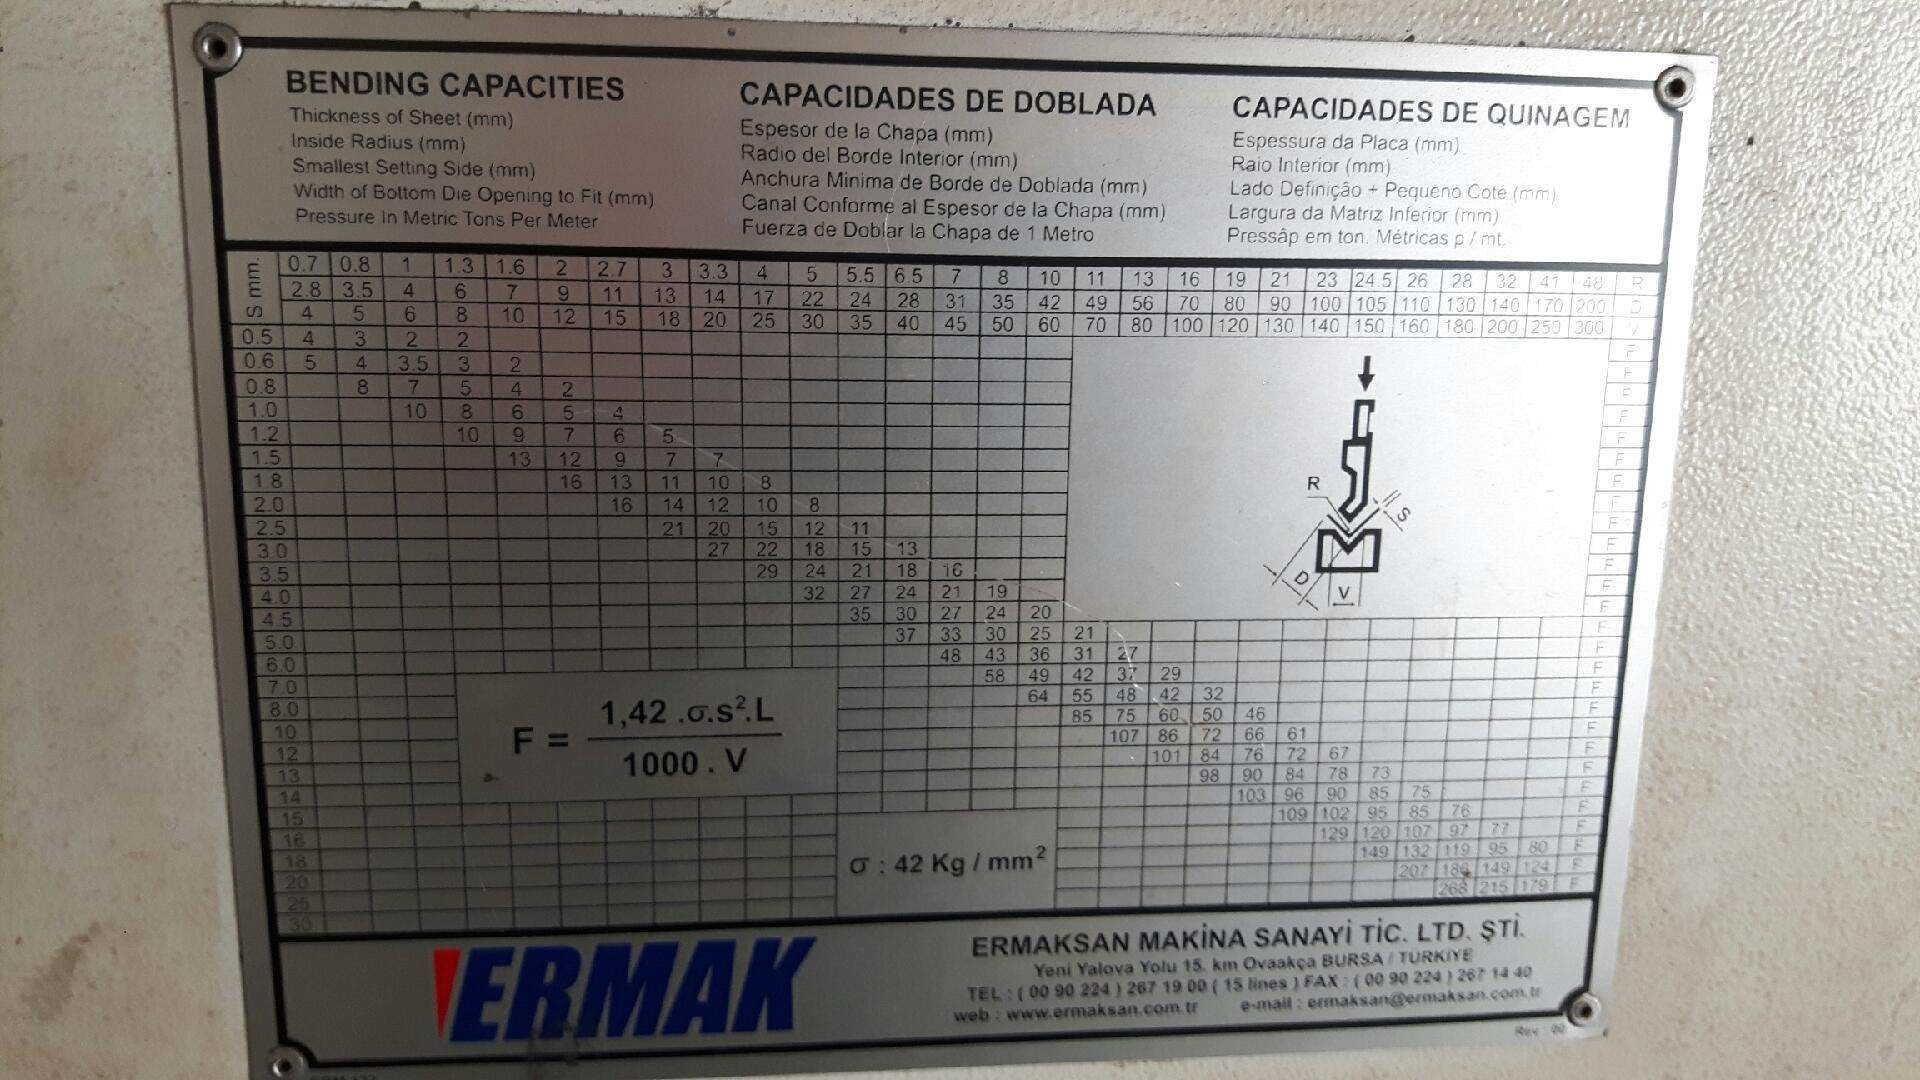 BENDING CAPACITIES
Thickness of Sheet (mm)
Inside Radius (mm)
Smallest Setting Side (mm)
Width of Bottom Die Opening to Fit (mm)
Pressure In Metric Tons Per Meter
CAPACIDADES DE DOBLADA
Espesor de la Chapa (mm)
Radio del Borde Interior (mm)
Anchura Minima de Borde de Doblada (mm)
Canal Conforme al Espesor de la Chapa (mm)
Fuerza de Doblar la Chapa de 1 Metro
CAPACIDADES DE QUINAGEM
Espessura da Placa (mm)
Raio Interior (mm)
Lado Definição + Pequeno Coté (mm)
Largura da Matriz Inferior (mm)
Pressâp em ton. Métricas p / mt.
S mm.
0.7 0.8 1 1.3 1.6 2 2.7 3 3.3 4 5 5.5 6.5 7 8 10 11 13 16 19 21 23 24.5 26 28 32 41 48 R
2.8 3.5 4 6 7 9 11 13 14 17 22 24 28 31 35 42 49 56 70 80 90 100 105 110 130 140 170 200 D
4 5 6 8 10 12 15 18 20 25 30 35 40 45 50 60 70 80 100 120 130 140 150 160 180 200 250 300 V
0.5 4 3 2 2 F
0.6 5 4 3.5 3 2 F
0.8 8 7 5 4 2 F
1.0 10 8 6 5 4 F
1.2 10 9 7 6 5 F
1.5 13 12 9 7 7 F
1.8 16 13 11 10 8 F
2.0 16 14 12 10 8 F
2.5 21 20 15 12 11 F
3.0 27 22 18 15 13 F
3.5 29 24 21 18 16 F
4.0 32 27 24 21 19 F
4.5 35 30 27 24 20 F
5.0 37 33 30 25 21 F
6.0 48 43 36 31 27 F
7.0 58 49 42 37 29 F
8.0 64 55 48 42 32 F
10 85 75 60 50 46 F
12 107 86 72 66 61 F
13 101 84 76 72 67 F
14 98 90 84 78 73 F
15 103 96 90 85 75 F
16 109 102 95 85 76 F
18 129 120 107 97 77 F
20 149 132 119 95 80 F
25 207 186 149 124 F
30 268 215 179 F
R
S
D
V
F = 1,42 .σ.s².L
1000 . V
σ : 42 Kg / mm²
ERMAK
ERMAKSAN MAKİNA SANAYİ TİC. LTD. ŞTİ.
Yeni Yalova Yolu 15. km Ovaakça BURSA / TÜRKİYE
TEL : ( 00 90 224 ) 267 19 00 ( 15 lines ) FAX : ( 00 90 224 ) 267 14 40
web : www.ermaksan.com.tr e-mail : ermaksan@ermaksan.com.tr
Rev : 00